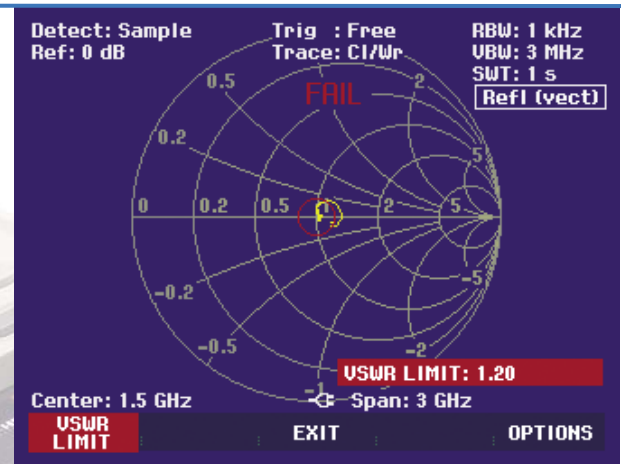 Detect: Sample Trig : Free RBW: 1 kHz
Ref: 0 dB Trace: Cl/Wr VBW: 3 MHz
SWT: 1 s
Refl (vect)
FAIL
0.5 2
0.2 5
0 0.2 0.5 1 2 5
-0.2 -5
-0.5 -2
VSWR LIMIT: 1.20
-1
Center: 1.5 GHz Span: 3 GHz
VSWR LIMIT EXIT OPTIONS